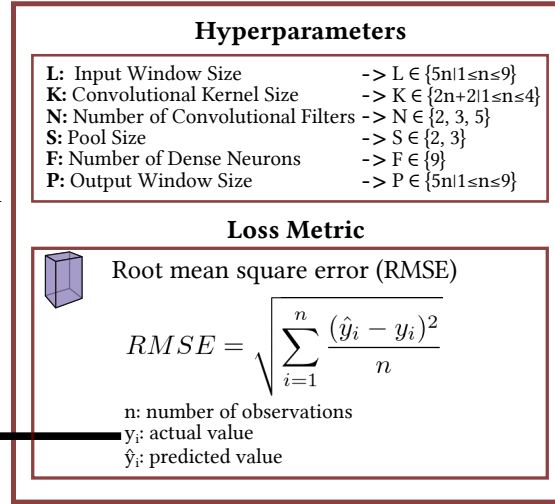 Hyperparameters
L: Input Window Size -> L ∈ {5n|1≤n≤9}
K: Convolutional Kernel Size -> K ∈ {2n+2|1≤n≤4}
N: Number of Convolutional Filters -> N ∈ {2, 3, 5}
S: Pool Size -> S ∈ {2, 3}
F: Number of Dense Neurons -> F ∈ {9}
P: Output Window Size -> P ∈ {5n|1≤n≤9}
Loss Metric
Root mean square error (RMSE)
RMSE = √(∑_{i=1}^{n} (ŷ_i − y_i)²/n)
n: number of observations
y_i: actual value
ŷ_i: predicted value